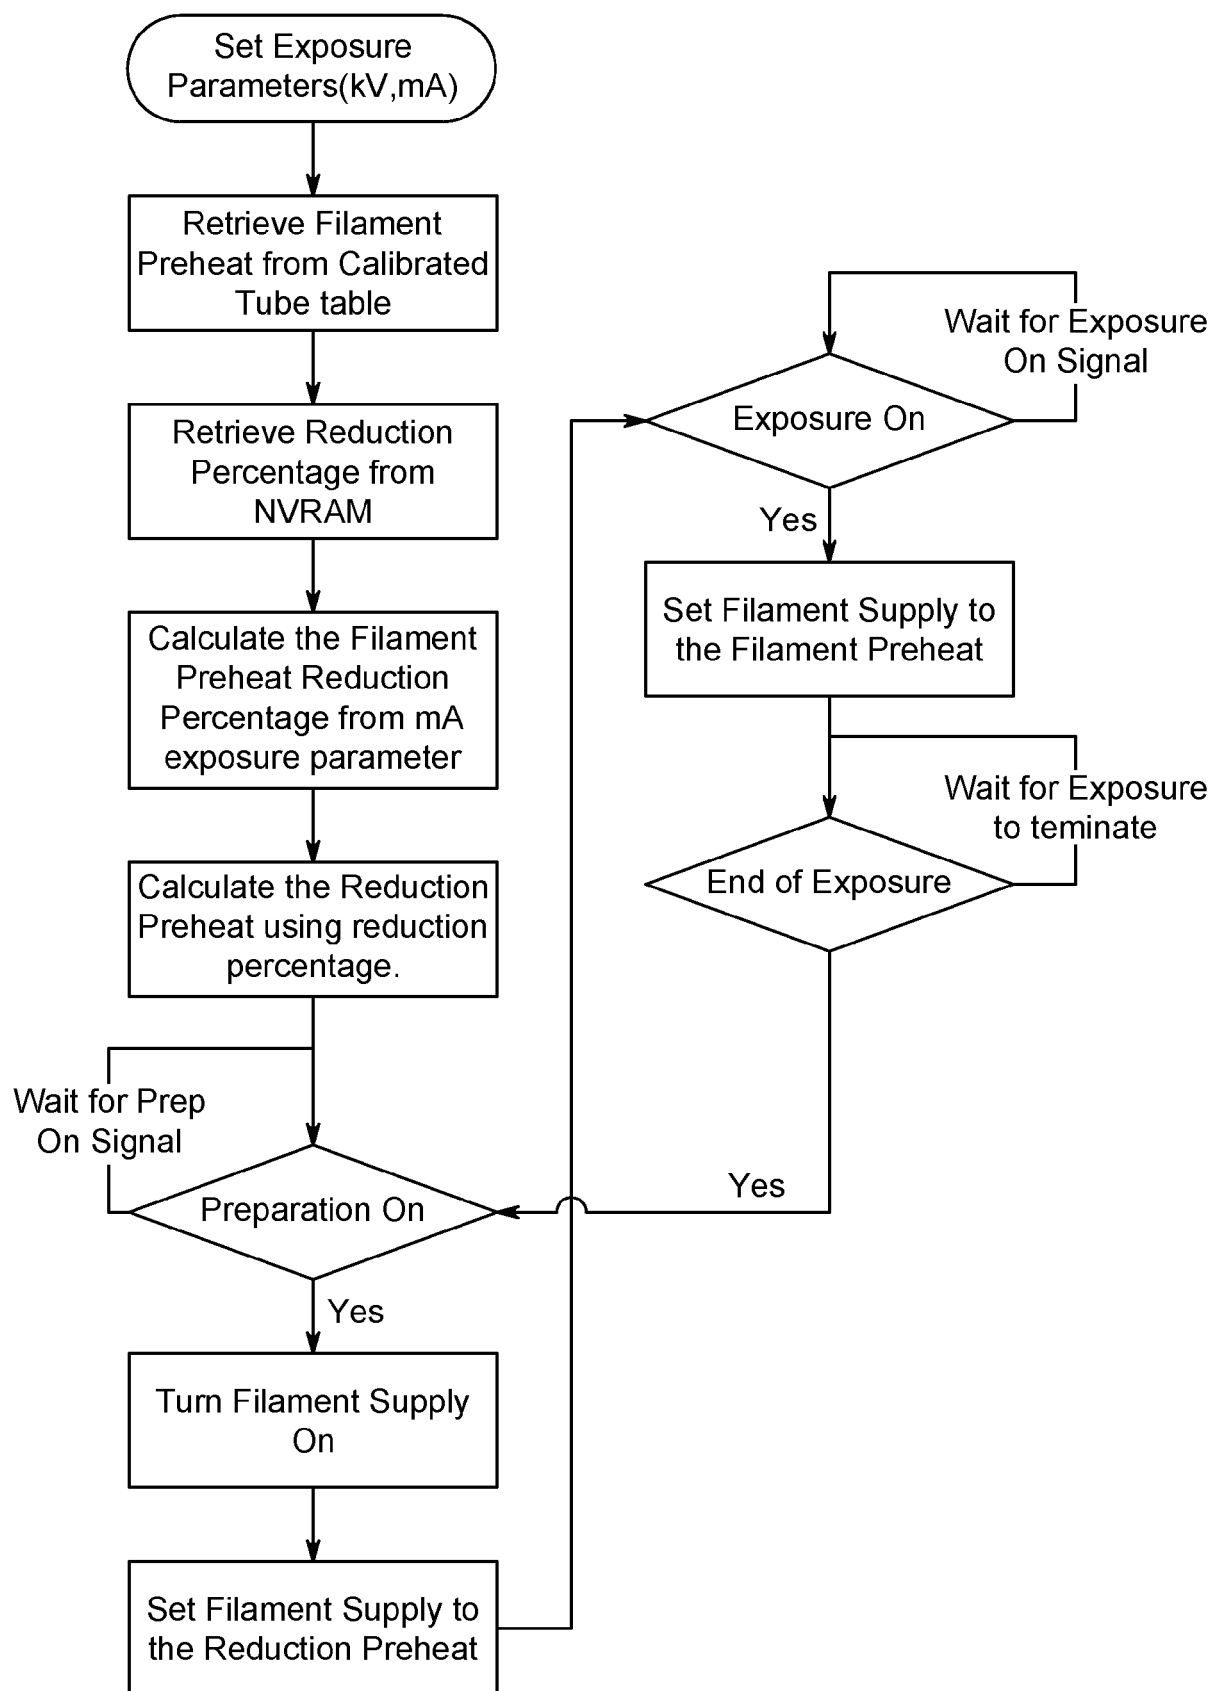 Set Exposure
Parameters(kV,mA)
Retrieve Filament
Preheat from Calibrated
Tube table
Retrieve Reduction
Percentage from
NVRAM
Calculate the Filament
Preheat Reduction
Percentage from mA
exposure parameter
Calculate the Reduction
Preheat using reduction
percentage.
Wait for Prep
On Signal
Preparation On
Yes
Turn Filament Supply
On
Set Filament Supply to
the Reduction Preheat
Wait for Exposure
On Signal
Exposure On
Yes
Set Filament Supply to
the Filament Preheat
Wait for Exposure
to teminate
End of Exposure
Yes